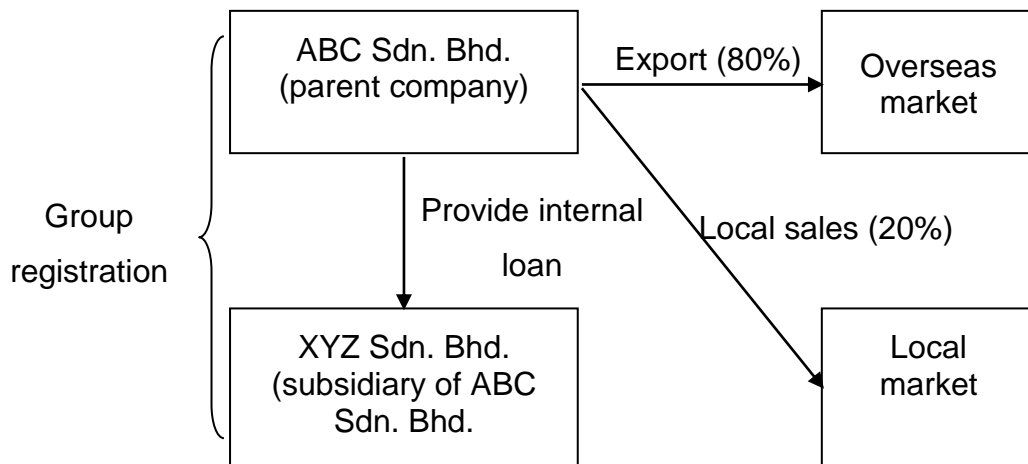 ABC Sdn. Bhd.
(parent company)
Export (80%)
Overseas
market
Group
registration
Provide internal
loan
Local sales (20%)
XYZ Sdn. Bhd.
(subsidiary of ABC
Sdn. Bhd.
Local
market